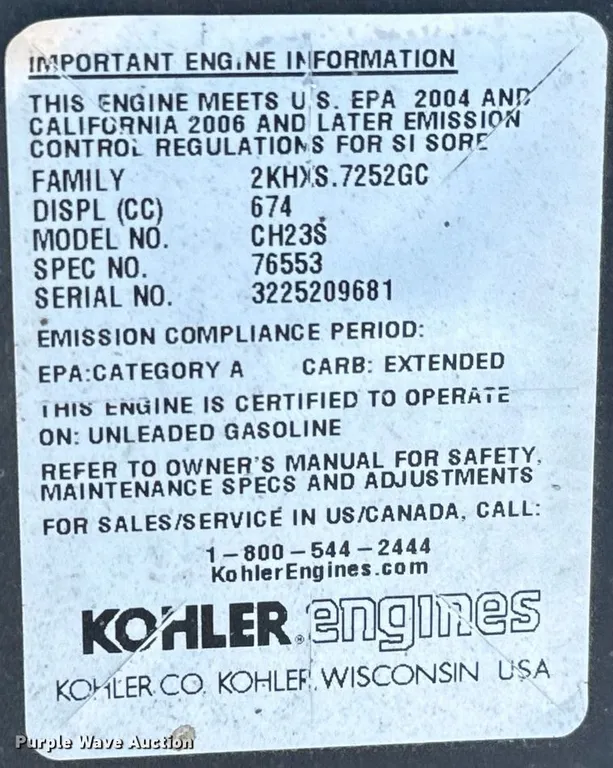 IMPORTANT ENGINE INFORMATION
THIS ENGINE MEETS U.S. EPA 2004 AND
CALIFORNIA 2006 AND LATER EMISSION
CONTROL REGULATIONS FOR SI SORE
FAMILY 2KHXS.7252GC
DISPL (CC) 674
MODEL NO. CH23S
SPEC NO. 76553
SERIAL NO. 3225209681
EMISSION COMPLIANCE PERIOD:
EPA:CATEGORY A CARB: EXTENDED
THIS ENGINE IS CERTIFIED TO OPERATE
ON: UNLEADED GASOLINE
REFER TO OWNER'S MANUAL FOR SAFETY,
MAINTENANCE SPECS AND ADJUSTMENTS
FOR SALES/SERVICE IN US/CANADA, CALL:
1-800-544-2444
KohlerEngines.com
KOHLER® engines
KOHLER CO. KOHLER, WISCONSIN USA
Purple Wave Auction